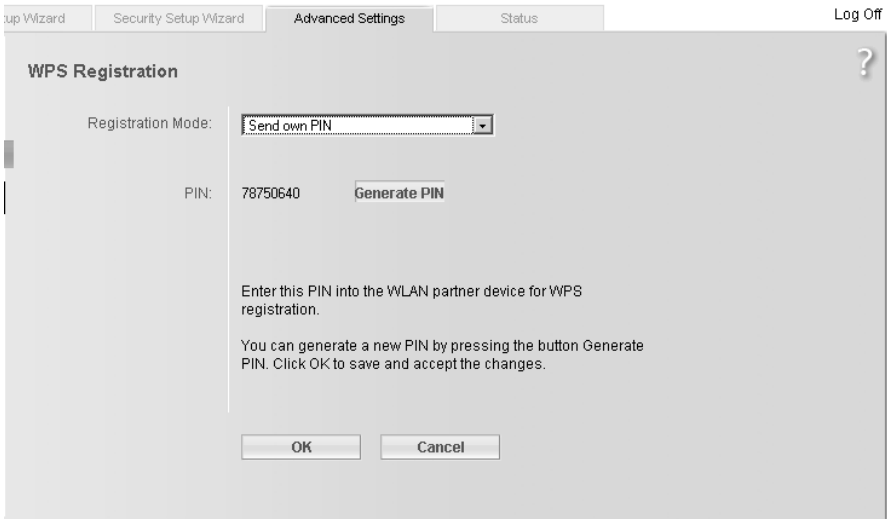 tup Wizard Security Setup Wizard Advanced Settings Status Log Off
WPS Registration ?
Registration Mode: Send own PIN
PIN: 78750640 Generate PIN
Enter this PIN into the WLAN partner device for WPS
registration.
You can generate a new PIN by pressing the button Generate
PIN. Click OK to save and accept the changes.
OK Cancel